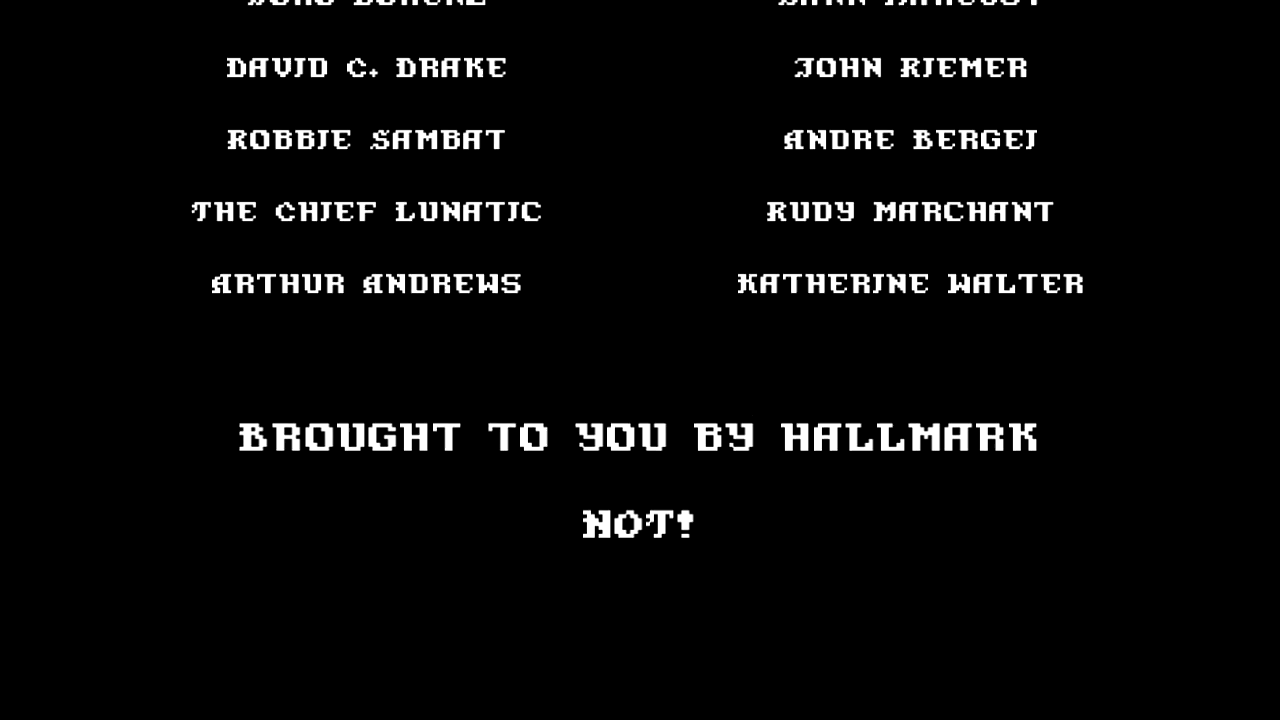 DAVID C. DRAKE JOHN RIEMER
ROBBIE SAMBAT ANDRE BERGEI
THE CHIEF LUNATIC RUDY MARCHANT
ARTHUR ANDREWS KATHERINE WALTER
BROUGHT TO YOU BY HALLMARK
NOT!